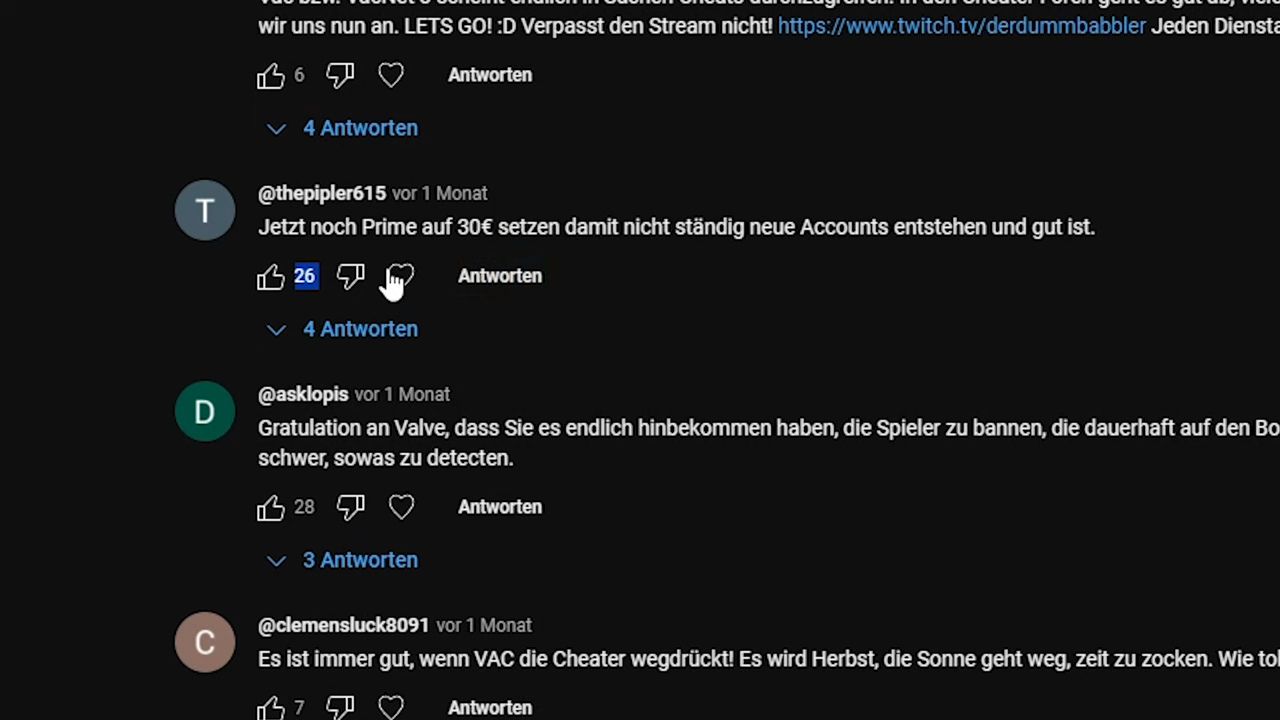 wir uns nun an. LETS GO! :D Verpasst den Stream nicht! https://www.twitch.tv/derdummbabbler Jeden Diensta
6 Antworten
4 Antworten
T @thepipler615 vor 1 Monat
Jetzt noch Prime auf 30€ setzen damit nicht ständig neue Accounts entstehen und gut ist.
26 Antworten
4 Antworten
D @asklopis vor 1 Monat
Gratulation an Valve, dass Sie es endlich hinbekommen haben, die Spieler zu bannen, die dauerhaft auf den Bo
schwer, sowas zu detecten.
28 Antworten
3 Antworten
C @clemensluck8091 vor 1 Monat
Es ist immer gut, wenn VAC die Cheater wegdrückt! Es wird Herbst, die Sonne geht weg, zeit zu zocken. Wie tol
7 Antworten